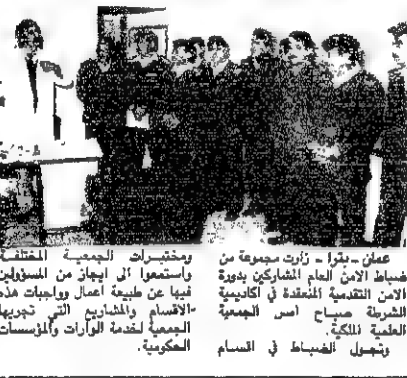 عمان - بترا - زارت مجموعة من
ضباط الامن العام المشاركين بدورة
الامن التقدمية المنعقدة في اكاديمية
الشرطة صباح امس الجمعية
العلمية الملكية.
وتجول الضباط في اقسام
ومختبرات الجمعية المختلفة
واستمعوا الى ايجاز من المسؤولين
فيها عن طبيعة اعمال وواجبات هذه
الاقسام والمشاريع التي تجريها
الجمعية لخدمة الوارات والمؤسسات
الحكومية.